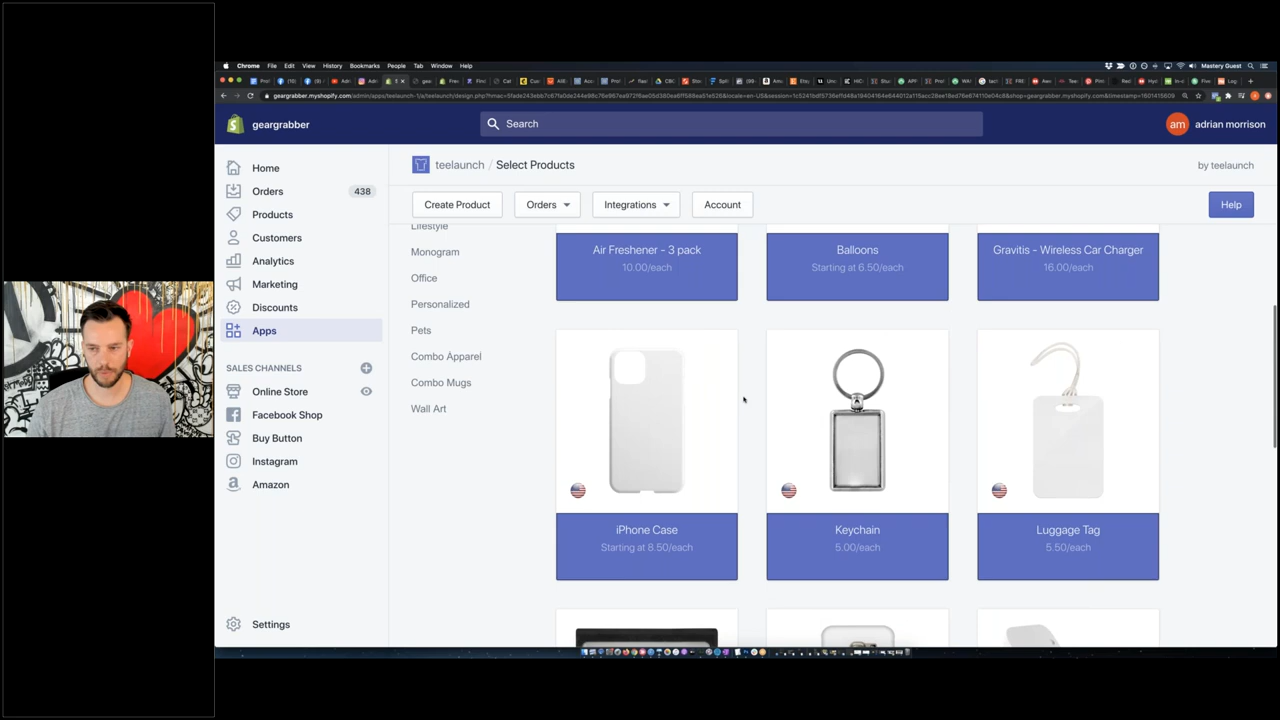 Chrome File Edit View History Bookmarks People Tab Window Help
Mastery Guest
geargrabber
Search
am
adrian morrison
Home
Orders
438
Products
Customers
Analytics
Marketing
Discounts
Apps
SALES CHANNELS
Online Store
Facebook Shop
Buy Button
Instagram
Amazon
Settings
teelaunch / Select Products
by teelaunch
Create Product
Orders
Integrations
Account
Help
Lifestyle
Monogram
Office
Personalized
Pets
Combo Apparel
Combo Mugs
Wall Art
Air Freshener - 3 pack
10.00/each
Balloons
Starting at 6.50/each
Gravitis - Wireless Car Charger
16.00/each
iPhone Case
Starting at 8.50/each
Keychain
5.00/each
Luggage Tag
5.50/each